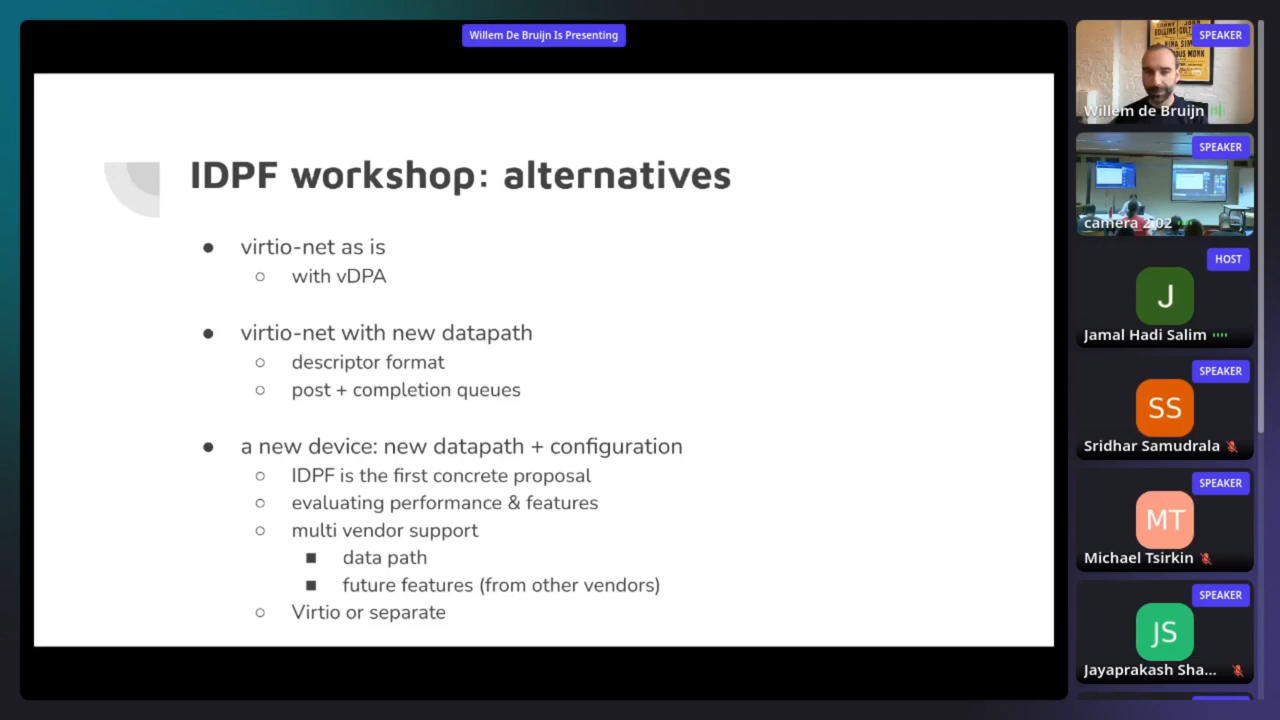 Willem De Bruijn Is Presenting
IDPF workshop: alternatives
● virtio-net as is
○ with vDPA
● virtio-net with new datapath
○ descriptor format
○ post + completion queues
● a new device: new datapath + configuration
○ IDPF is the first concrete proposal
○ evaluating performance & features
○ multi vendor support
■ data path
■ future features (from other vendors)
○ Virtio or separate
SPEAKER
Willem de Bruijn
SPEAKER
camera 2 02
HOST
J
Jamal Hadi Salim
SPEAKER
SS
Sridhar Samudrala
SPEAKER
MT
Michael Tsirkin
SPEAKER
JS
Jayaprakash Sha...